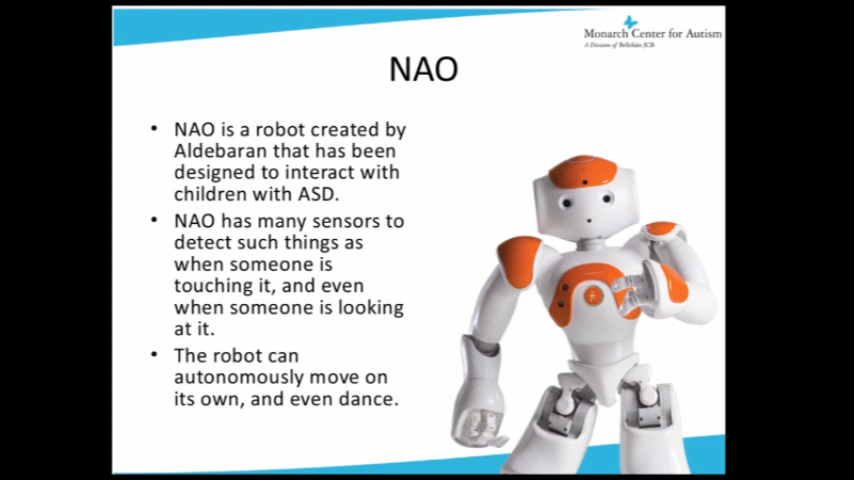 Monarch Center for Autism
A Division of Bellefaire JCB
NAO
• NAO is a robot created by
Aldebaran that has been
designed to interact with
children with ASD.
• NAO has many sensors to
detect such things as
when someone is
touching it, and even
when someone is looking
at it.
• The robot can
autonomously move on
its own, and even dance.